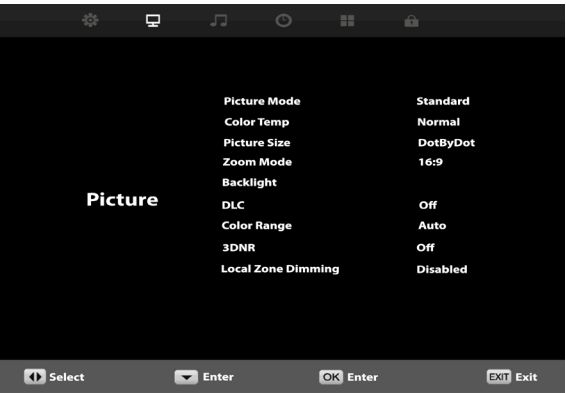 Picture
Picture Mode Standard
Color Temp Normal
Picture Size DotByDot
Zoom Mode 16:9
Backlight
DLC Off
Color Range Auto
3DNR Off
Local Zone Dimming Disabled
Select Enter OK Enter EXIT Exit